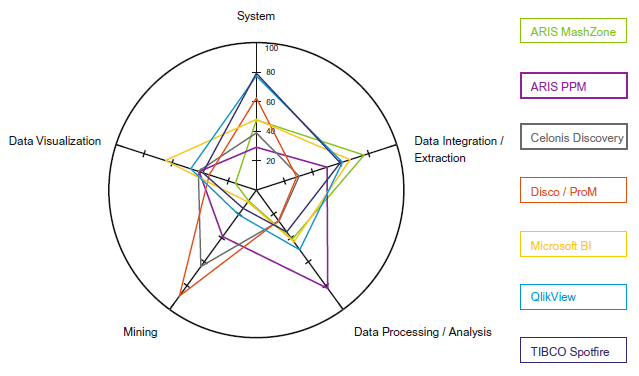 System
100
80
60
40
20
Data Visualization
Data Integration /
Extraction
Mining
Data Processing / Analysis
ARIS MashZone
ARIS PPM
Celonis Discovery
Disco / ProM
Microsoft BI
QlikView
TIBCO Spotfire